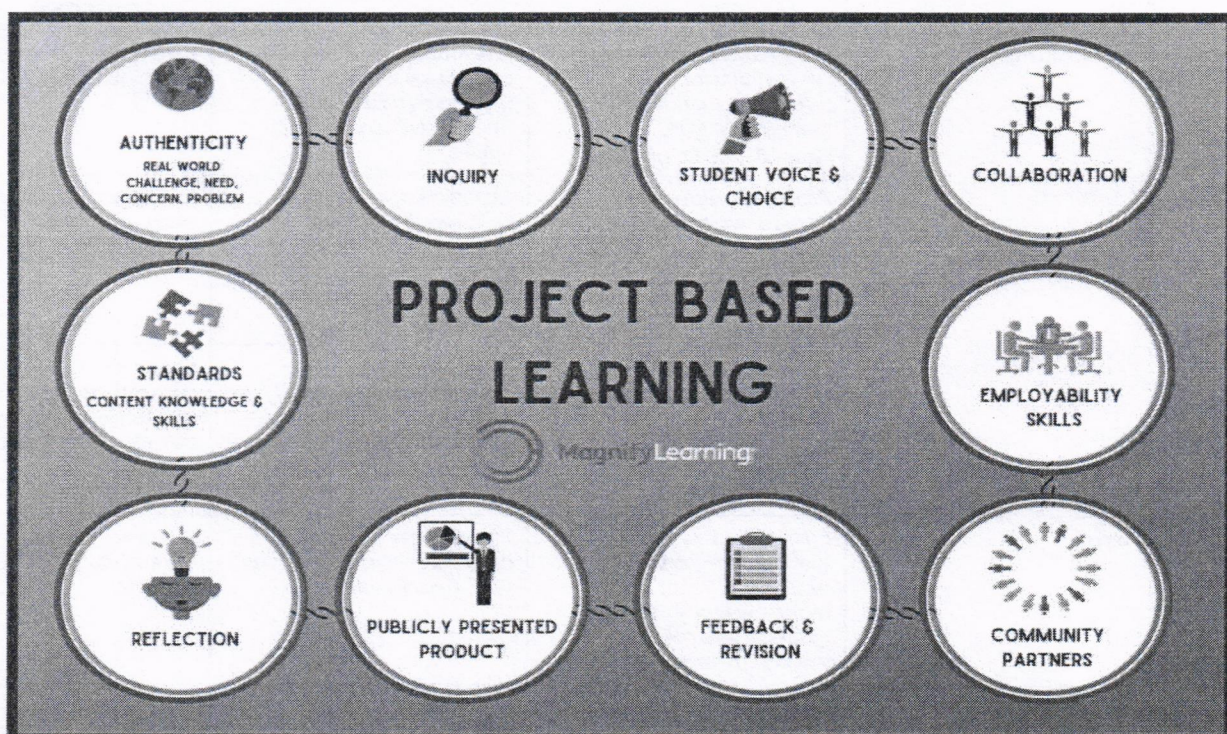 AUTHENTICITY
REAL WORLD
CHALLENGE, NEED,
CONCERN, PROBLEM
INQUIRY
STUDENT VOICE &
CHOICE
COLLABORATION
STANDARDS
CONTENT KNOWLEDGE &
SKILLS
PROJECT BASED
LEARNING
Magnify Learning
EMPLOYABILITY
SKILLS
REFLECTION
PUBLICLY PRESENTED
PRODUCT
FEEDBACK &
REVISION
COMMUNITY
PARTNERS